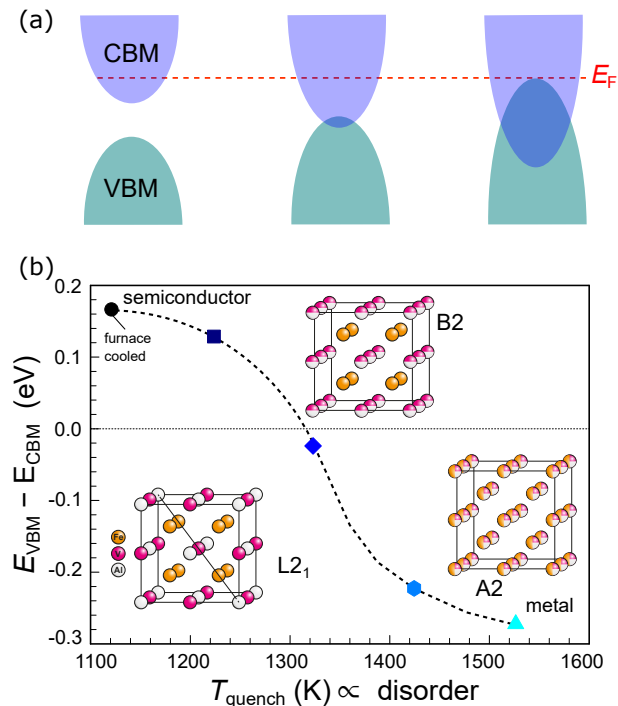 (a)
CBM
E_F
VBM
(b)
0.2
0.1
0.0
-0.1
-0.2
-0.3
E_VBM – E_CBM (eV)
semiconductor
furnace
cooled
B2
Fe
V
Al
L2₁
A2
metal
1100 1200 1300 1400 1500 1600
T_quench (K) ∝ disorder